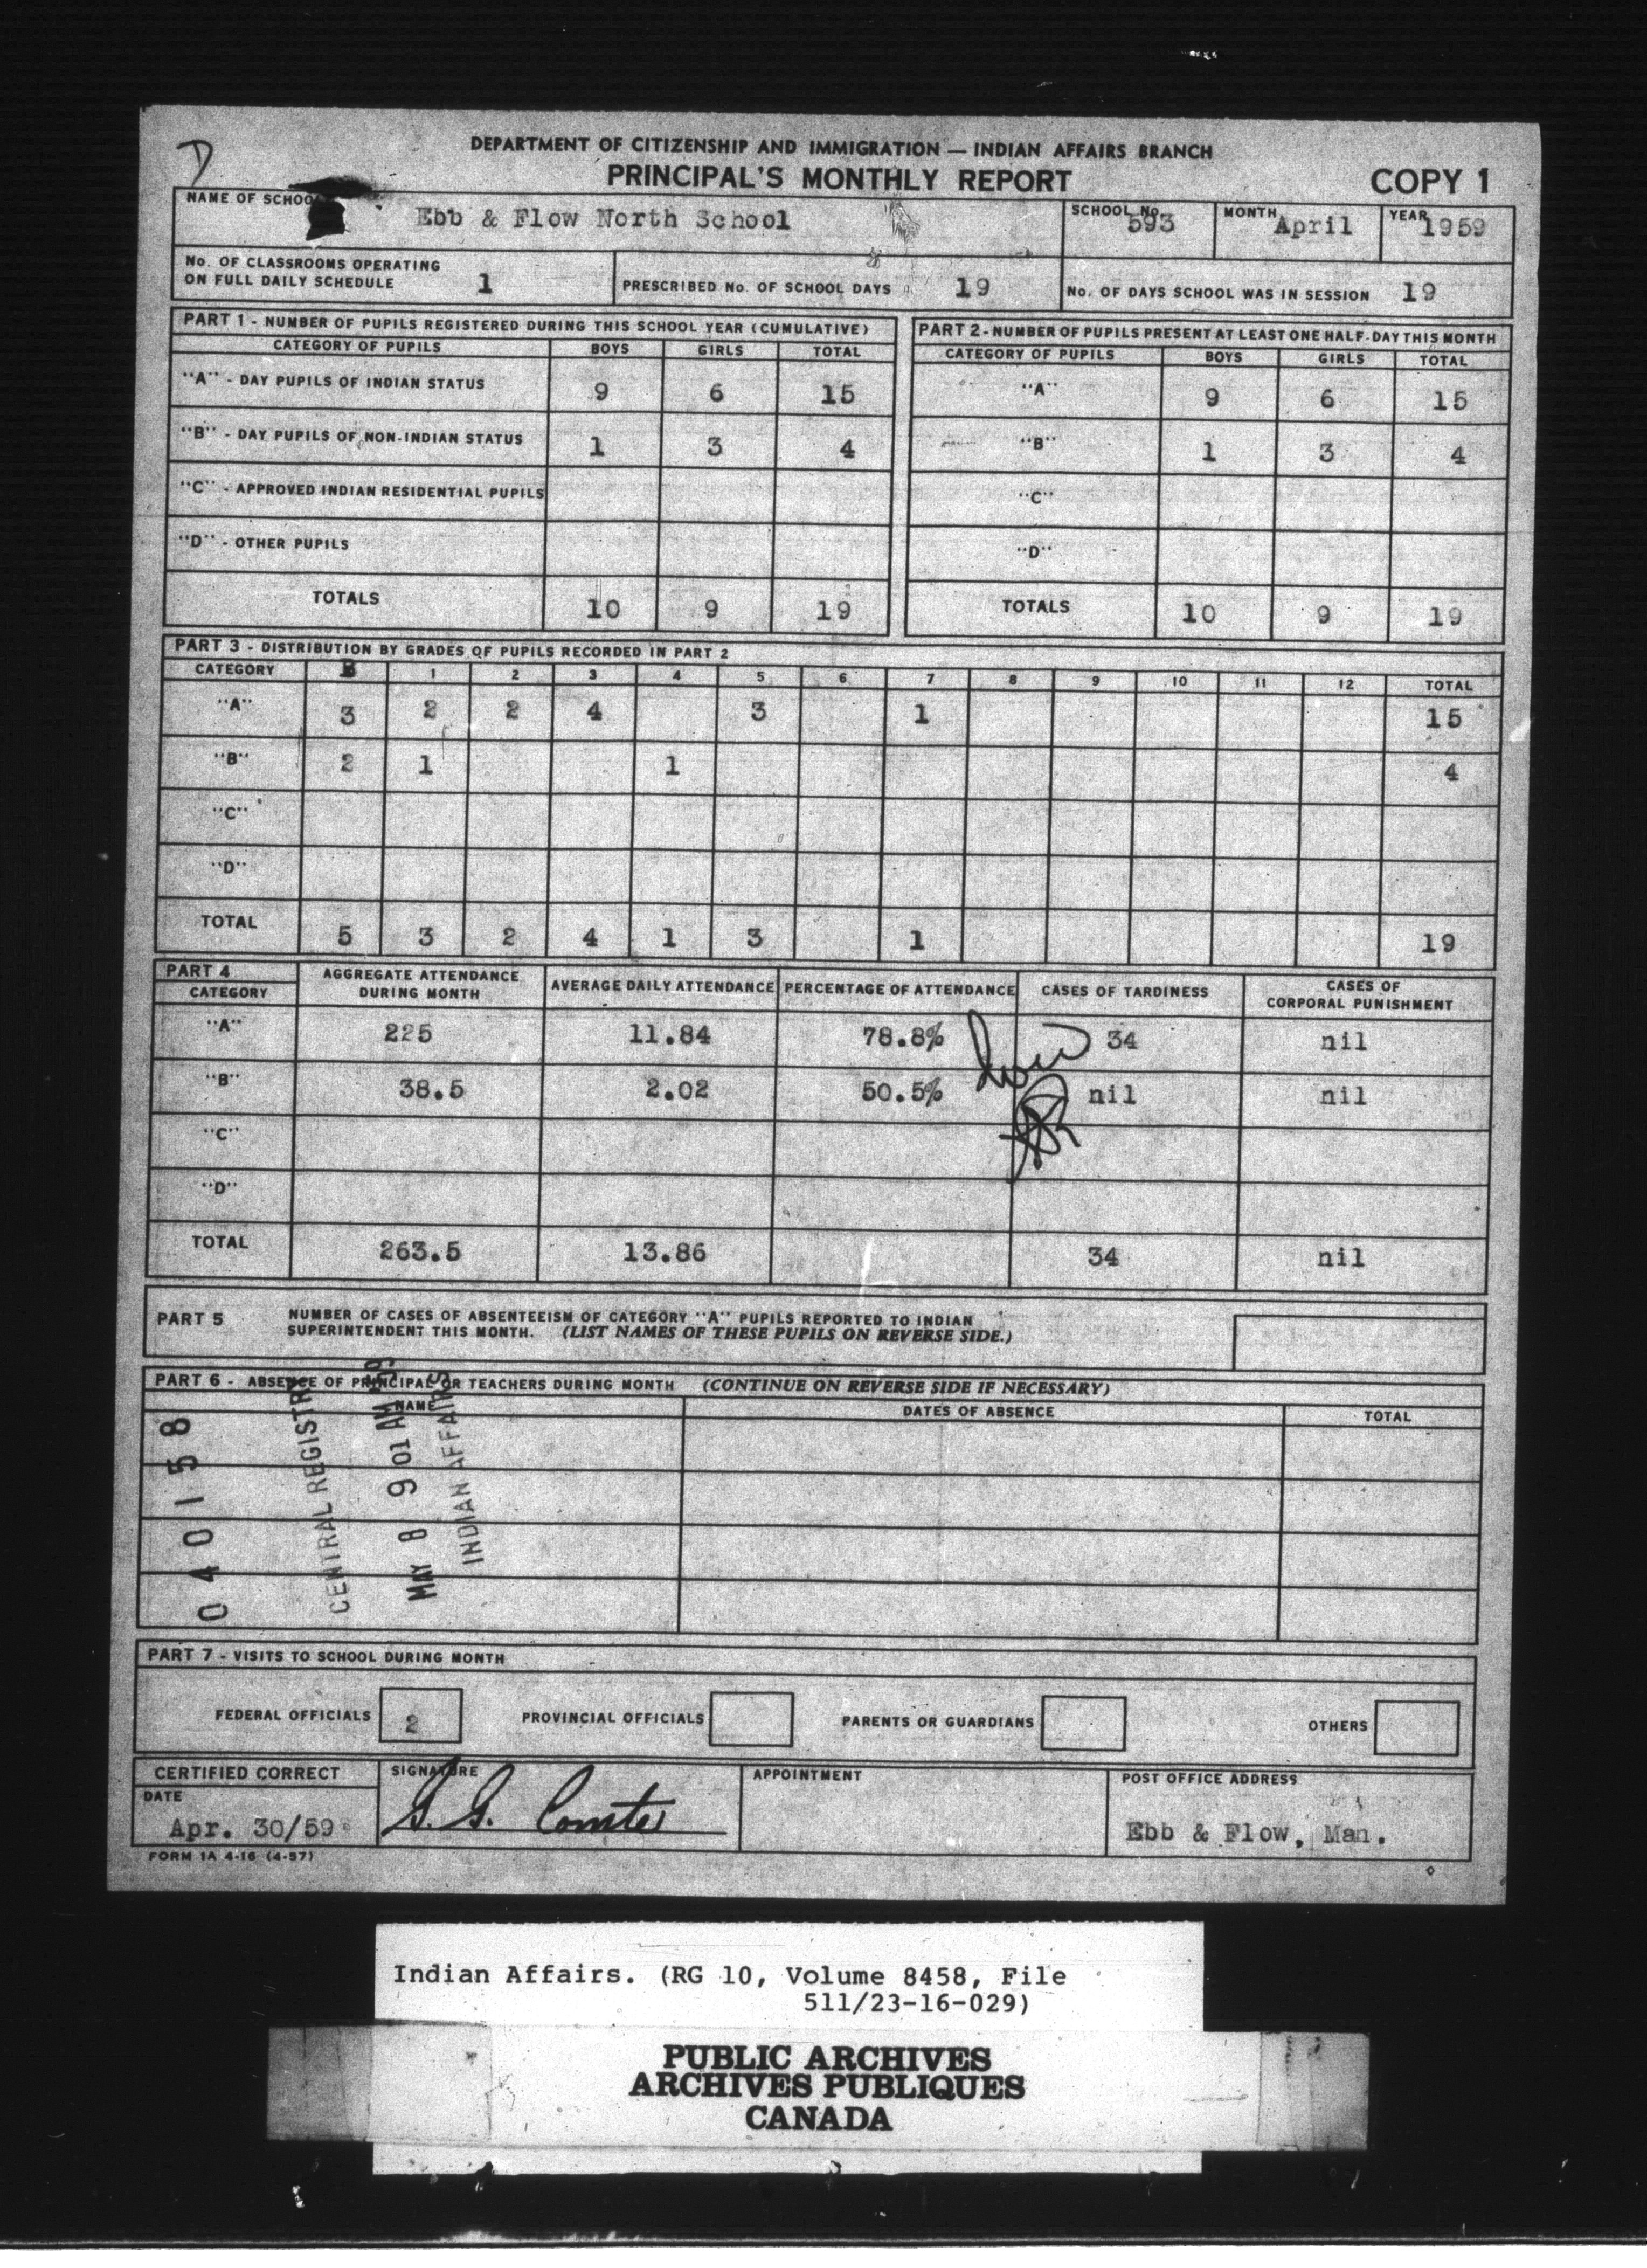 D
DEPARTMENT OF CITIZENSHIP AND IMMIGRATION — INDIAN AFFAIRS BRANCH
PRINCIPAL'S MONTHLY REPORT
COPY 1
NAME OF SCHOOL Ebb & Flow North School SCHOOL No. 593 MONTH April YEAR 1959
No. OF CLASSROOMS OPERATING
ON FULL DAILY SCHEDULE 1 PRESCRIBED No. OF SCHOOL DAYS 19 No. OF DAYS SCHOOL WAS IN SESSION 19
PART 1 - NUMBER OF PUPILS REGISTERED DURING THIS SCHOOL YEAR (CUMULATIVE)
CATEGORY OF PUPILS BOYS GIRLS TOTAL
"A" - DAY PUPILS OF INDIAN STATUS 9 6 15
"B" - DAY PUPILS OF NON-INDIAN STATUS 1 3 4
"C" - APPROVED INDIAN RESIDENTIAL PUPILS
"D" - OTHER PUPILS
TOTALS 10 9 19
PART 2 - NUMBER OF PUPILS PRESENT AT LEAST ONE HALF-DAY THIS MONTH
CATEGORY OF PUPILS BOYS GIRLS TOTAL
"A" 9 6 15
"B" 1 3 4
"C"
"D"
TOTALS 10 9 19
PART 3 - DISTRIBUTION BY GRADES OF PUPILS RECORDED IN PART 2
CATEGORY 1 2 3 4 5 6 7 8 9 10 11 12 TOTAL
"A" 3 2 2 4 3 1 15
"B" 2 1 1 4
"C"
"D"
TOTAL 5 3 2 4 1 3 1 19
PART 4
CATEGORY AGGREGATE ATTENDANCE DURING MONTH AVERAGE DAILY ATTENDANCE PERCENTAGE OF ATTENDANCE CASES OF TARDINESS CASES OF CORPORAL PUNISHMENT
"A" 225 11.84 78.8% 34 nil
"B" 38.5 2.02 50.5% nil nil
"C"
"D"
TOTAL 263.5 13.86 34 nil
PART 5 NUMBER OF CASES OF ABSENTEEISM OF CATEGORY "A" PUPILS REPORTED TO INDIAN
SUPERINTENDENT THIS MONTH. (LIST NAMES OF THESE PUPILS ON REVERSE SIDE.)
PART 6 - ABSENCE OF PRINCIPAL OR TEACHERS DURING MONTH (CONTINUE ON REVERSE SIDE IF NECESSARY)
NAME DATES OF ABSENCE TOTAL
040158
CENTRAL REGISTRY
MAY 8 9 01 AM
INDIAN AFFAIRS
PART 7 - VISITS TO SCHOOL DURING MONTH
FEDERAL OFFICIALS 2 PROVINCIAL OFFICIALS PARENTS OR GUARDIANS OTHERS
CERTIFIED CORRECT
DATE Apr. 30/59 SIGNATURE APPOINTMENT POST OFFICE ADDRESS Ebb & Flow, Man.
FORM 1A 4-16 (4-57)
Indian Affairs. (RG 10, Volume 8458, File
511/23-16-029)
PUBLIC ARCHIVES
ARCHIVES PUBLIQUES
CANADA